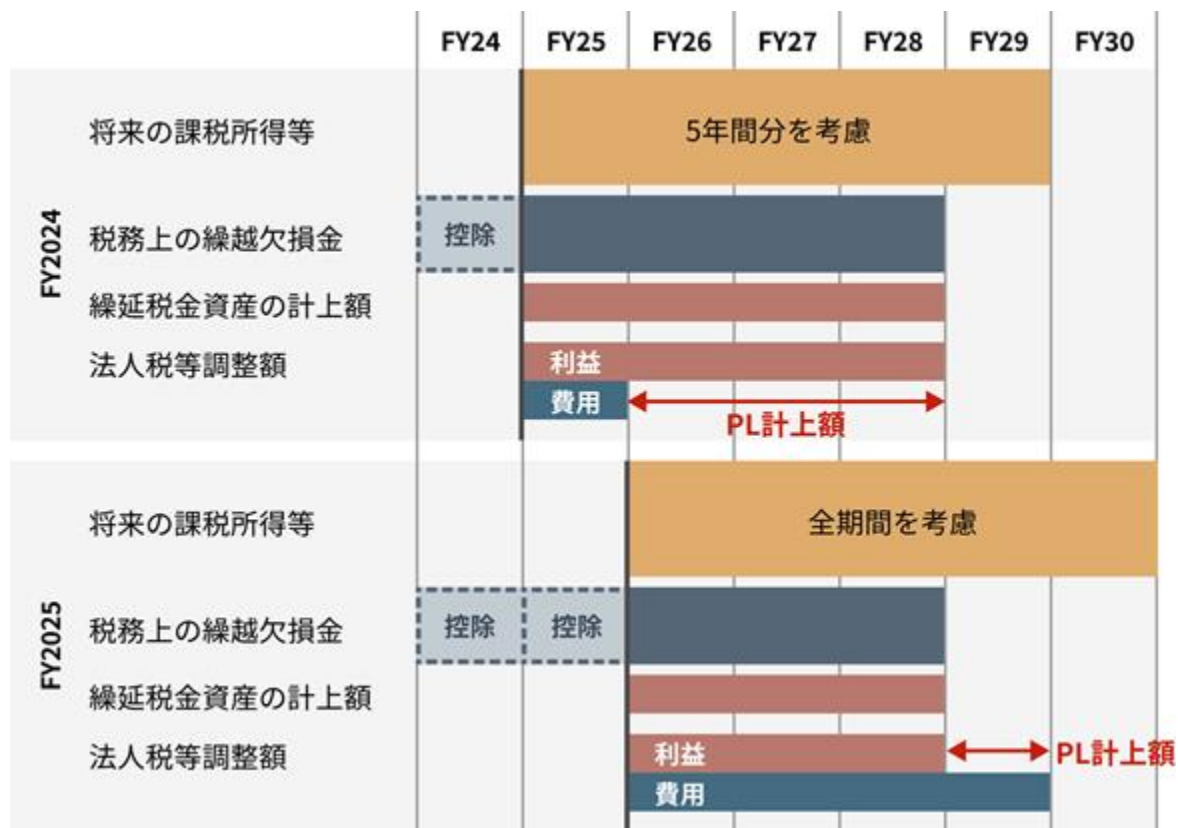 FY24 FY25 FY26 FY27 FY28 FY29 FY30
FY2024
将来の課税所得等
5年間分を考慮
税務上の繰越欠損金
控除
繰延税金資産の計上額
法人税等調整額
利益
費用
PL計上額
FY2025
将来の課税所得等
全期間を考慮
税務上の繰越欠損金
控除 控除
繰延税金資産の計上額
法人税等調整額
利益
PL計上額
費用